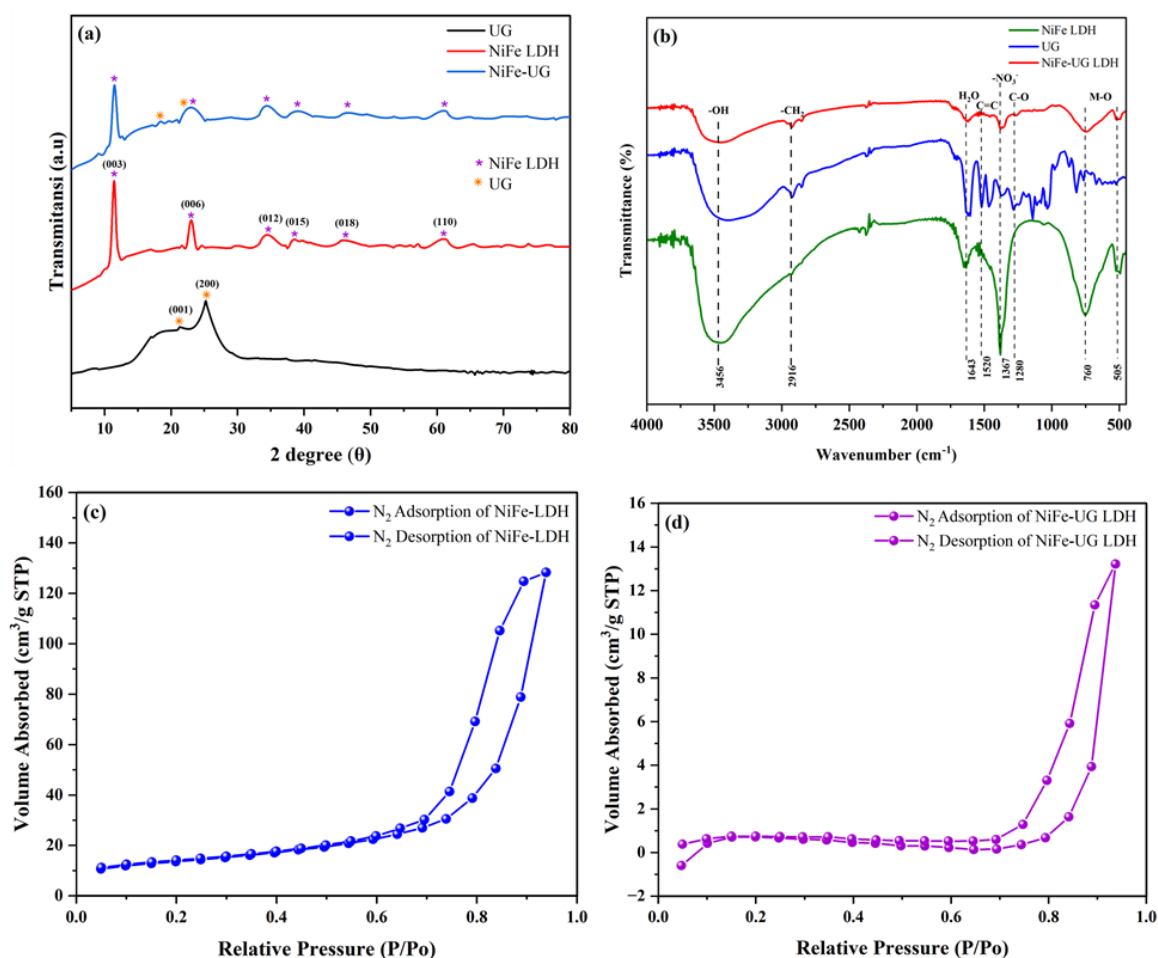 (a)
UG
NiFe LDH
NiFe-UG
(003)
(006)
(012)
(015)
(018)
(110)
NiFe LDH
UG
(001)
(200)
Transmitansi (a.u)
0
10
20
30
40
50
60
70
80
2 degree (θ)
(b)
NiFe LDH
UG
NiFe-UG LDH
-OH
-CH2
H2O
C=C
-NO3-
C-O
M-O
3456
2916
1643
1520
1367
1280
760
505
Transmittance (%)
4000
3500
3000
2500
2000
1500
1000
500
Wavenumber (cm-1)
(c)
N2 Adsorption of NiFe-LDH
N2 Desorption of NiFe-LDH
160
140
120
100
80
60
40
20
0
Volume Absorbed (cm3/g STP)
0.0
0.2
0.4
0.6
0.8
1.0
Relative Pressure (P/Po)
(d)
N2 Adsorption of NiFe-UG LDH
N2 Desorption of NiFe-UG LDH
16
14
12
10
8
6
4
2
0
−2
Volume Absorbed (cm3/g STP)
0.0
0.2
0.4
0.6
0.8
1.0
Relative Pressure (P/Po)